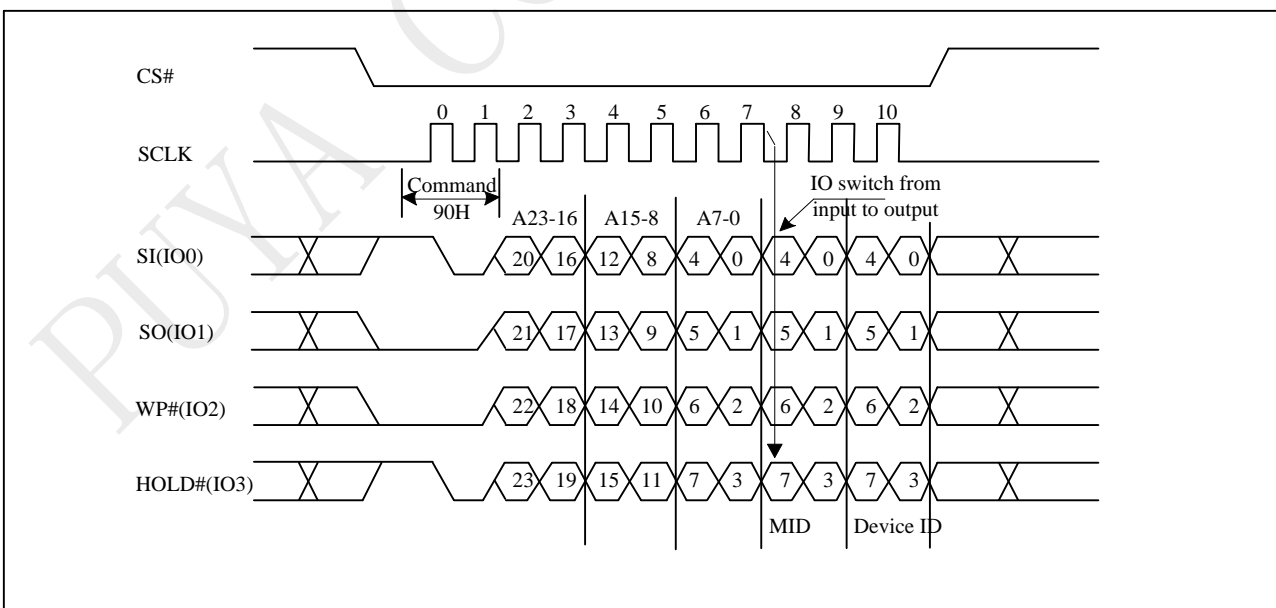 PUYA C
CS#
0 1 2 3 4 5 6 7 8 9 10
SCLK
Command
90H
IO switch from
input to output
A23-16 A15-8 A7-0
SI(IO0) 20 16 12 8 4 0 4 0 4 0
SO(IO1) 21 17 13 9 5 1 5 1 5 1
WP#(IO2) 22 18 14 10 6 2 6 2 6 2
HOLD#(IO3) 23 19 15 11 7 3 7 3 7 3
MID Device ID